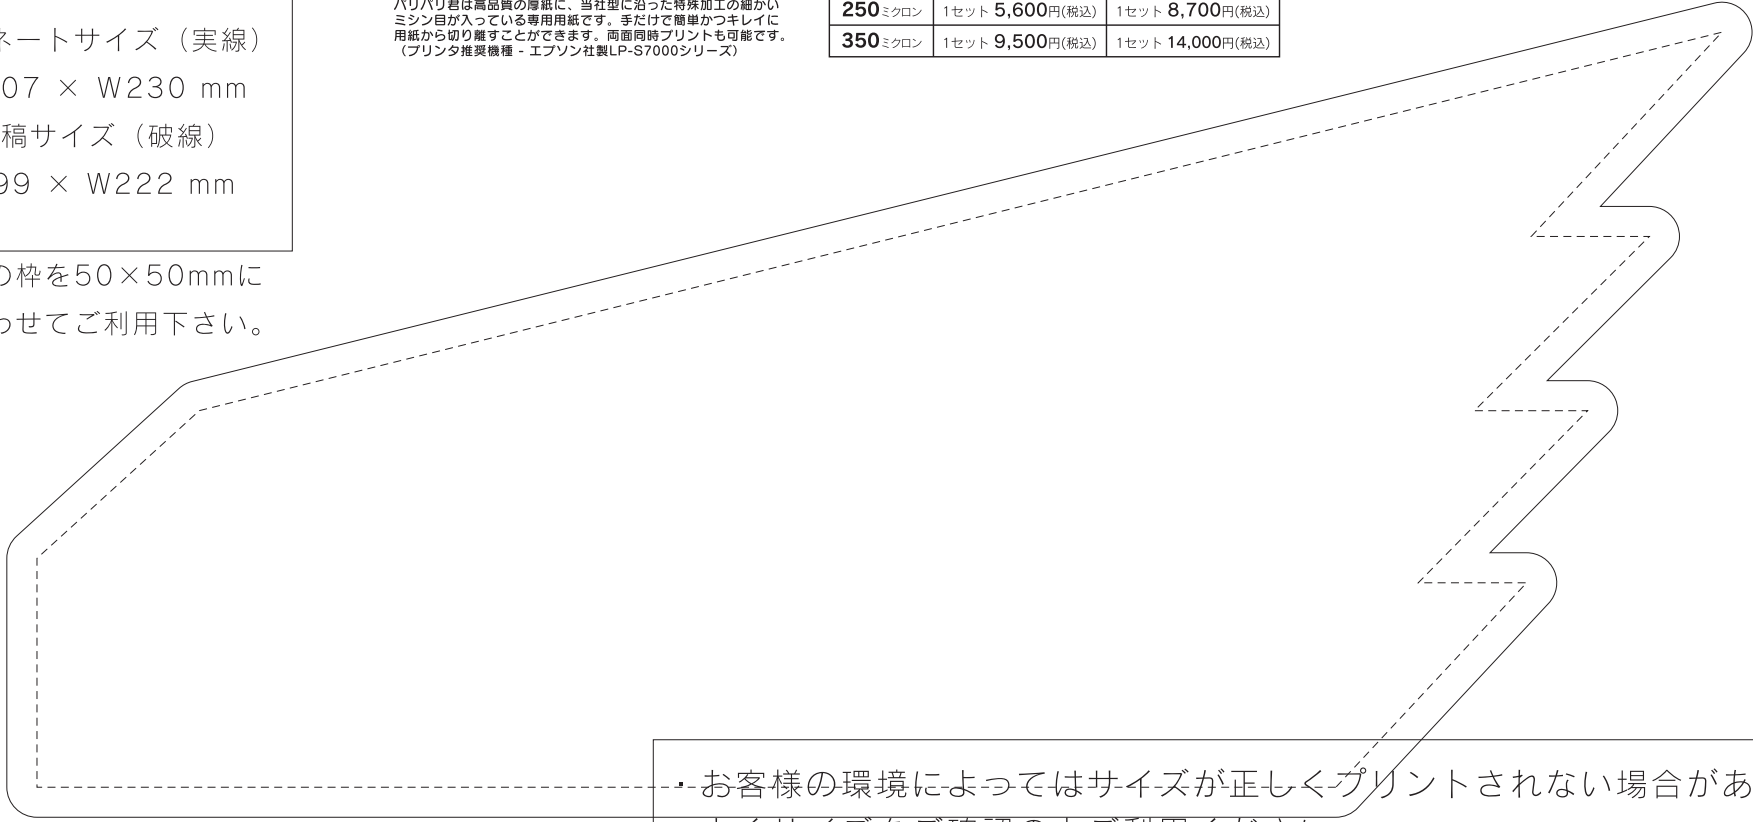 ネートサイズ（実線）
07 × W230 mm
稿サイズ（破線）
99 × W222 mm
の枠を50×50mmに
わせてご利用下さい。
パリパリ君は高品質の厚紙に、当社型に沿った特殊加工の細かい
ミシン目が入っている専用用紙です。手だけで簡単かつキレイに
用紙から切り離すことができます。両面同時プリントも可能です。
（プリンタ推奨機種 - エプソン社製LP-S7000シリーズ）
250ミクロン 1セット 5,600円(税込) 1セット 8,700円(税込)
350ミクロン 1セット 9,500円(税込) 1セット 14,000円(税込)
・お客様の環境によってはサイズが正しくプリントされない場合があ